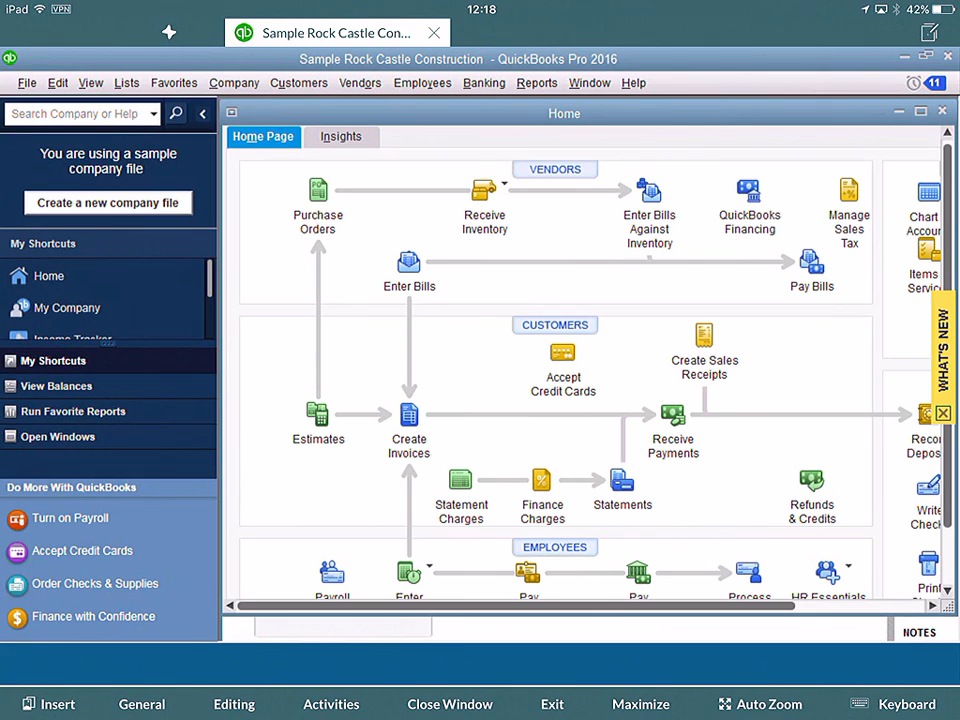 iPad VPN 12:18 42%
Sample Rock Castle Con...
Sample Rock Castle Construction - QuickBooks Pro 2016
File Edit View Lists Favorites Company Customers Vendors Employees Banking Reports Window Help 11
Search Company or Help
Home
Home Page Insights
You are using a sample
company file
Create a new company file
My Shortcuts
Home
My Company
Income Tracker
My Shortcuts
View Balances
Run Favorite Reports
Open Windows
Do More With QuickBooks
Turn on Payroll
Accept Credit Cards
Order Checks & Supplies
Finance with Confidence
VENDORS
PO
Purchase
Orders
Receive
Inventory
Enter Bills
Against
Inventory
QuickBooks
Financing
Manage
Sales
Tax
Enter Bills
Pay Bills
Chart
Accou
Items
Servic
WHAT'S NEW
CUSTOMERS
Accept
Credit Cards
Create Sales
Receipts
Estimates
Create
Invoices
Receive
Payments
Reco
Depos
Statement
Charges
Finance
Charges
Statements
Refunds
& Credits
Write
Check
EMPLOYEES
Payroll
Enter
Pay
Pay
Process
HR Essentials
Print
NOTES
Insert General Editing Activities Close Window Exit Maximize Auto Zoom Keyboard